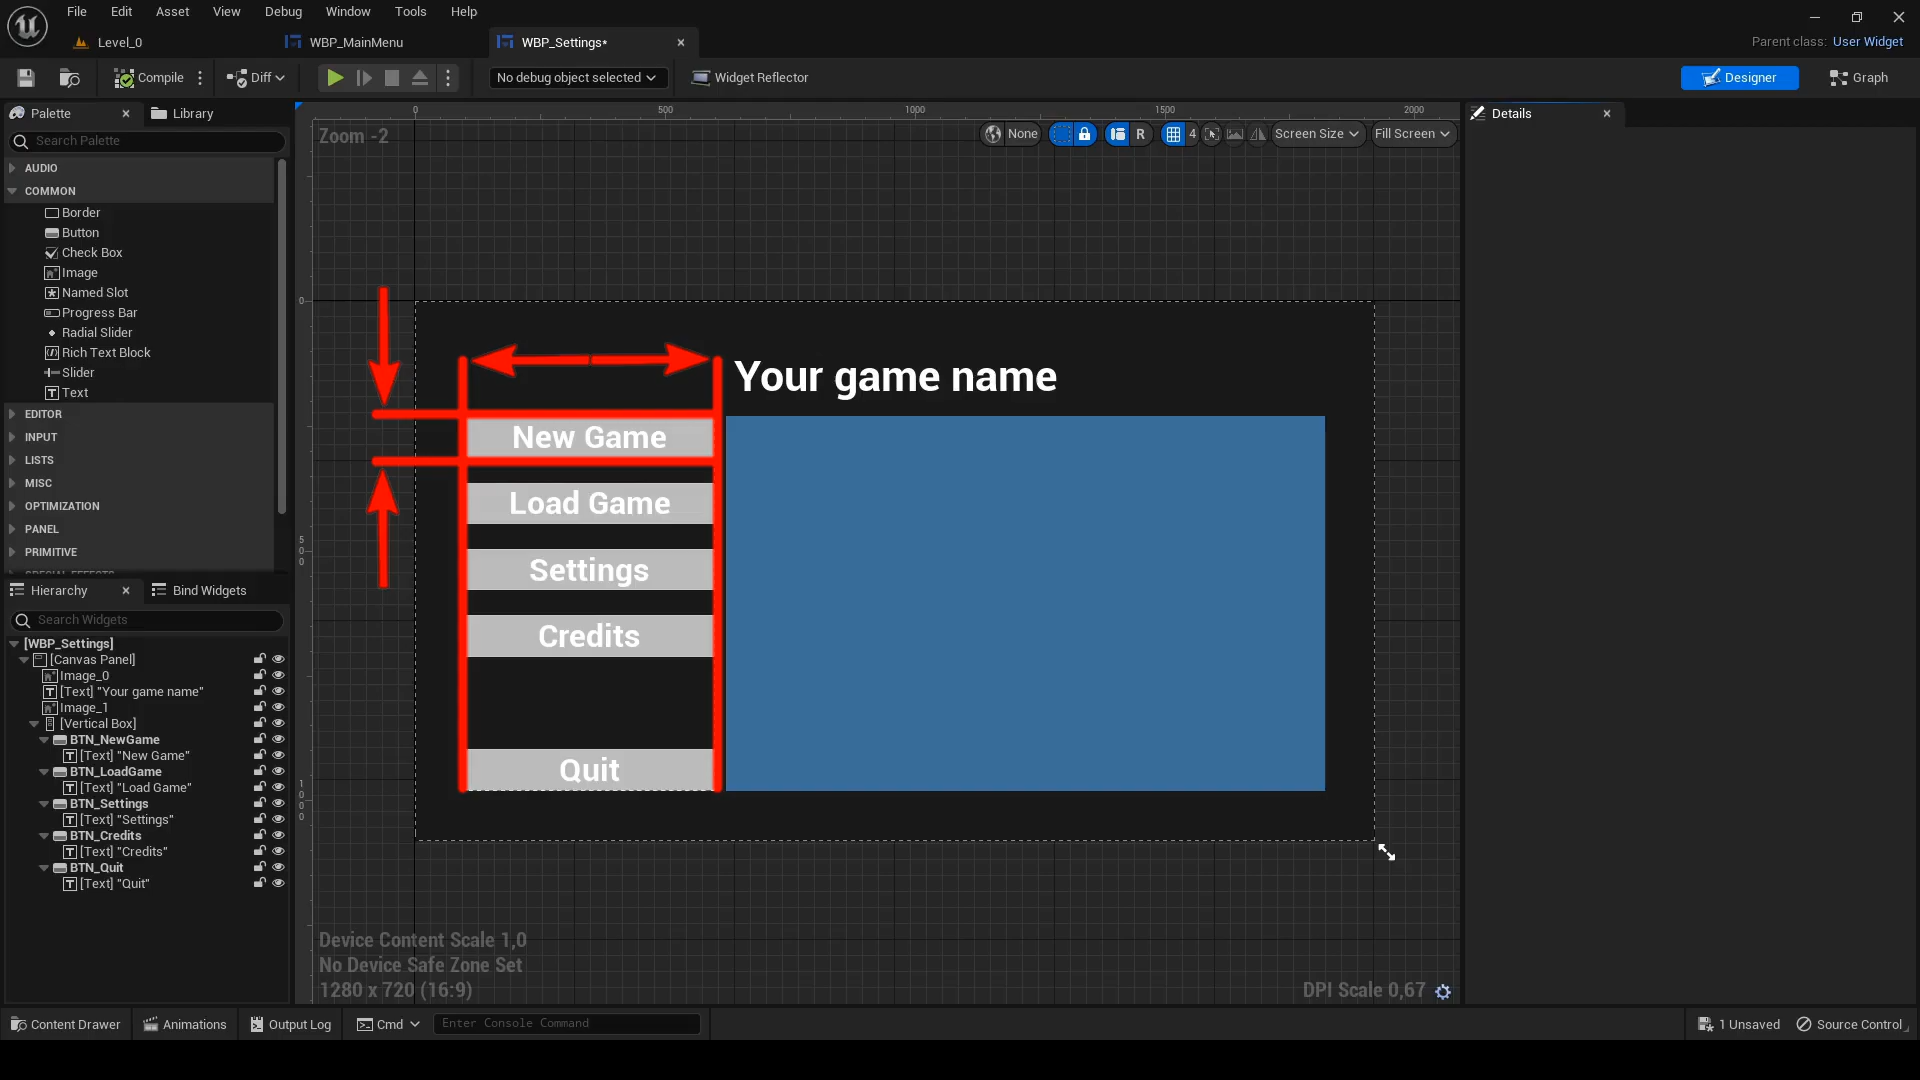 File Edit Asset View Debug Window Tools Help
Level_0 WBP_MainMenu WBP_Settings*
Parent class: User Widget
Compile Diff No debug object selected Widget Reflector Designer Graph
Palette Library
Search Palette
AUDIO
COMMON
Border
Button
Check Box
Image
Named Slot
Progress Bar
Radial Slider
Rich Text Block
Slider
Text
EDITOR
INPUT
LISTS
MISC
OPTIMIZATION
PANEL
PRIMITIVE
SPECIAL EFFECTS
Hierarchy Bind Widgets
Search Widgets
[WBP_Settings]
[Canvas Panel]
Image_0
[Text] "Your game name"
Image_1
[Vertical Box]
BTN_NewGame
[Text] "New Game"
BTN_LoadGame
[Text] "Load Game"
BTN_Settings
[Text] "Settings"
BTN_Credits
[Text] "Credits"
BTN_Quit
[Text] "Quit"
0 500 1000 1500 2000
Zoom -2
None R 4 Screen Size Fill Screen
0
500
1000
Your game name
New Game
Load Game
Settings
Credits
Quit
Device Content Scale 1,0
No Device Safe Zone Set
1280 x 720 (16:9)
DPI Scale 0,67
Details
Content Drawer Animations Output Log Cmd Enter Console Command 1 Unsaved Source Control